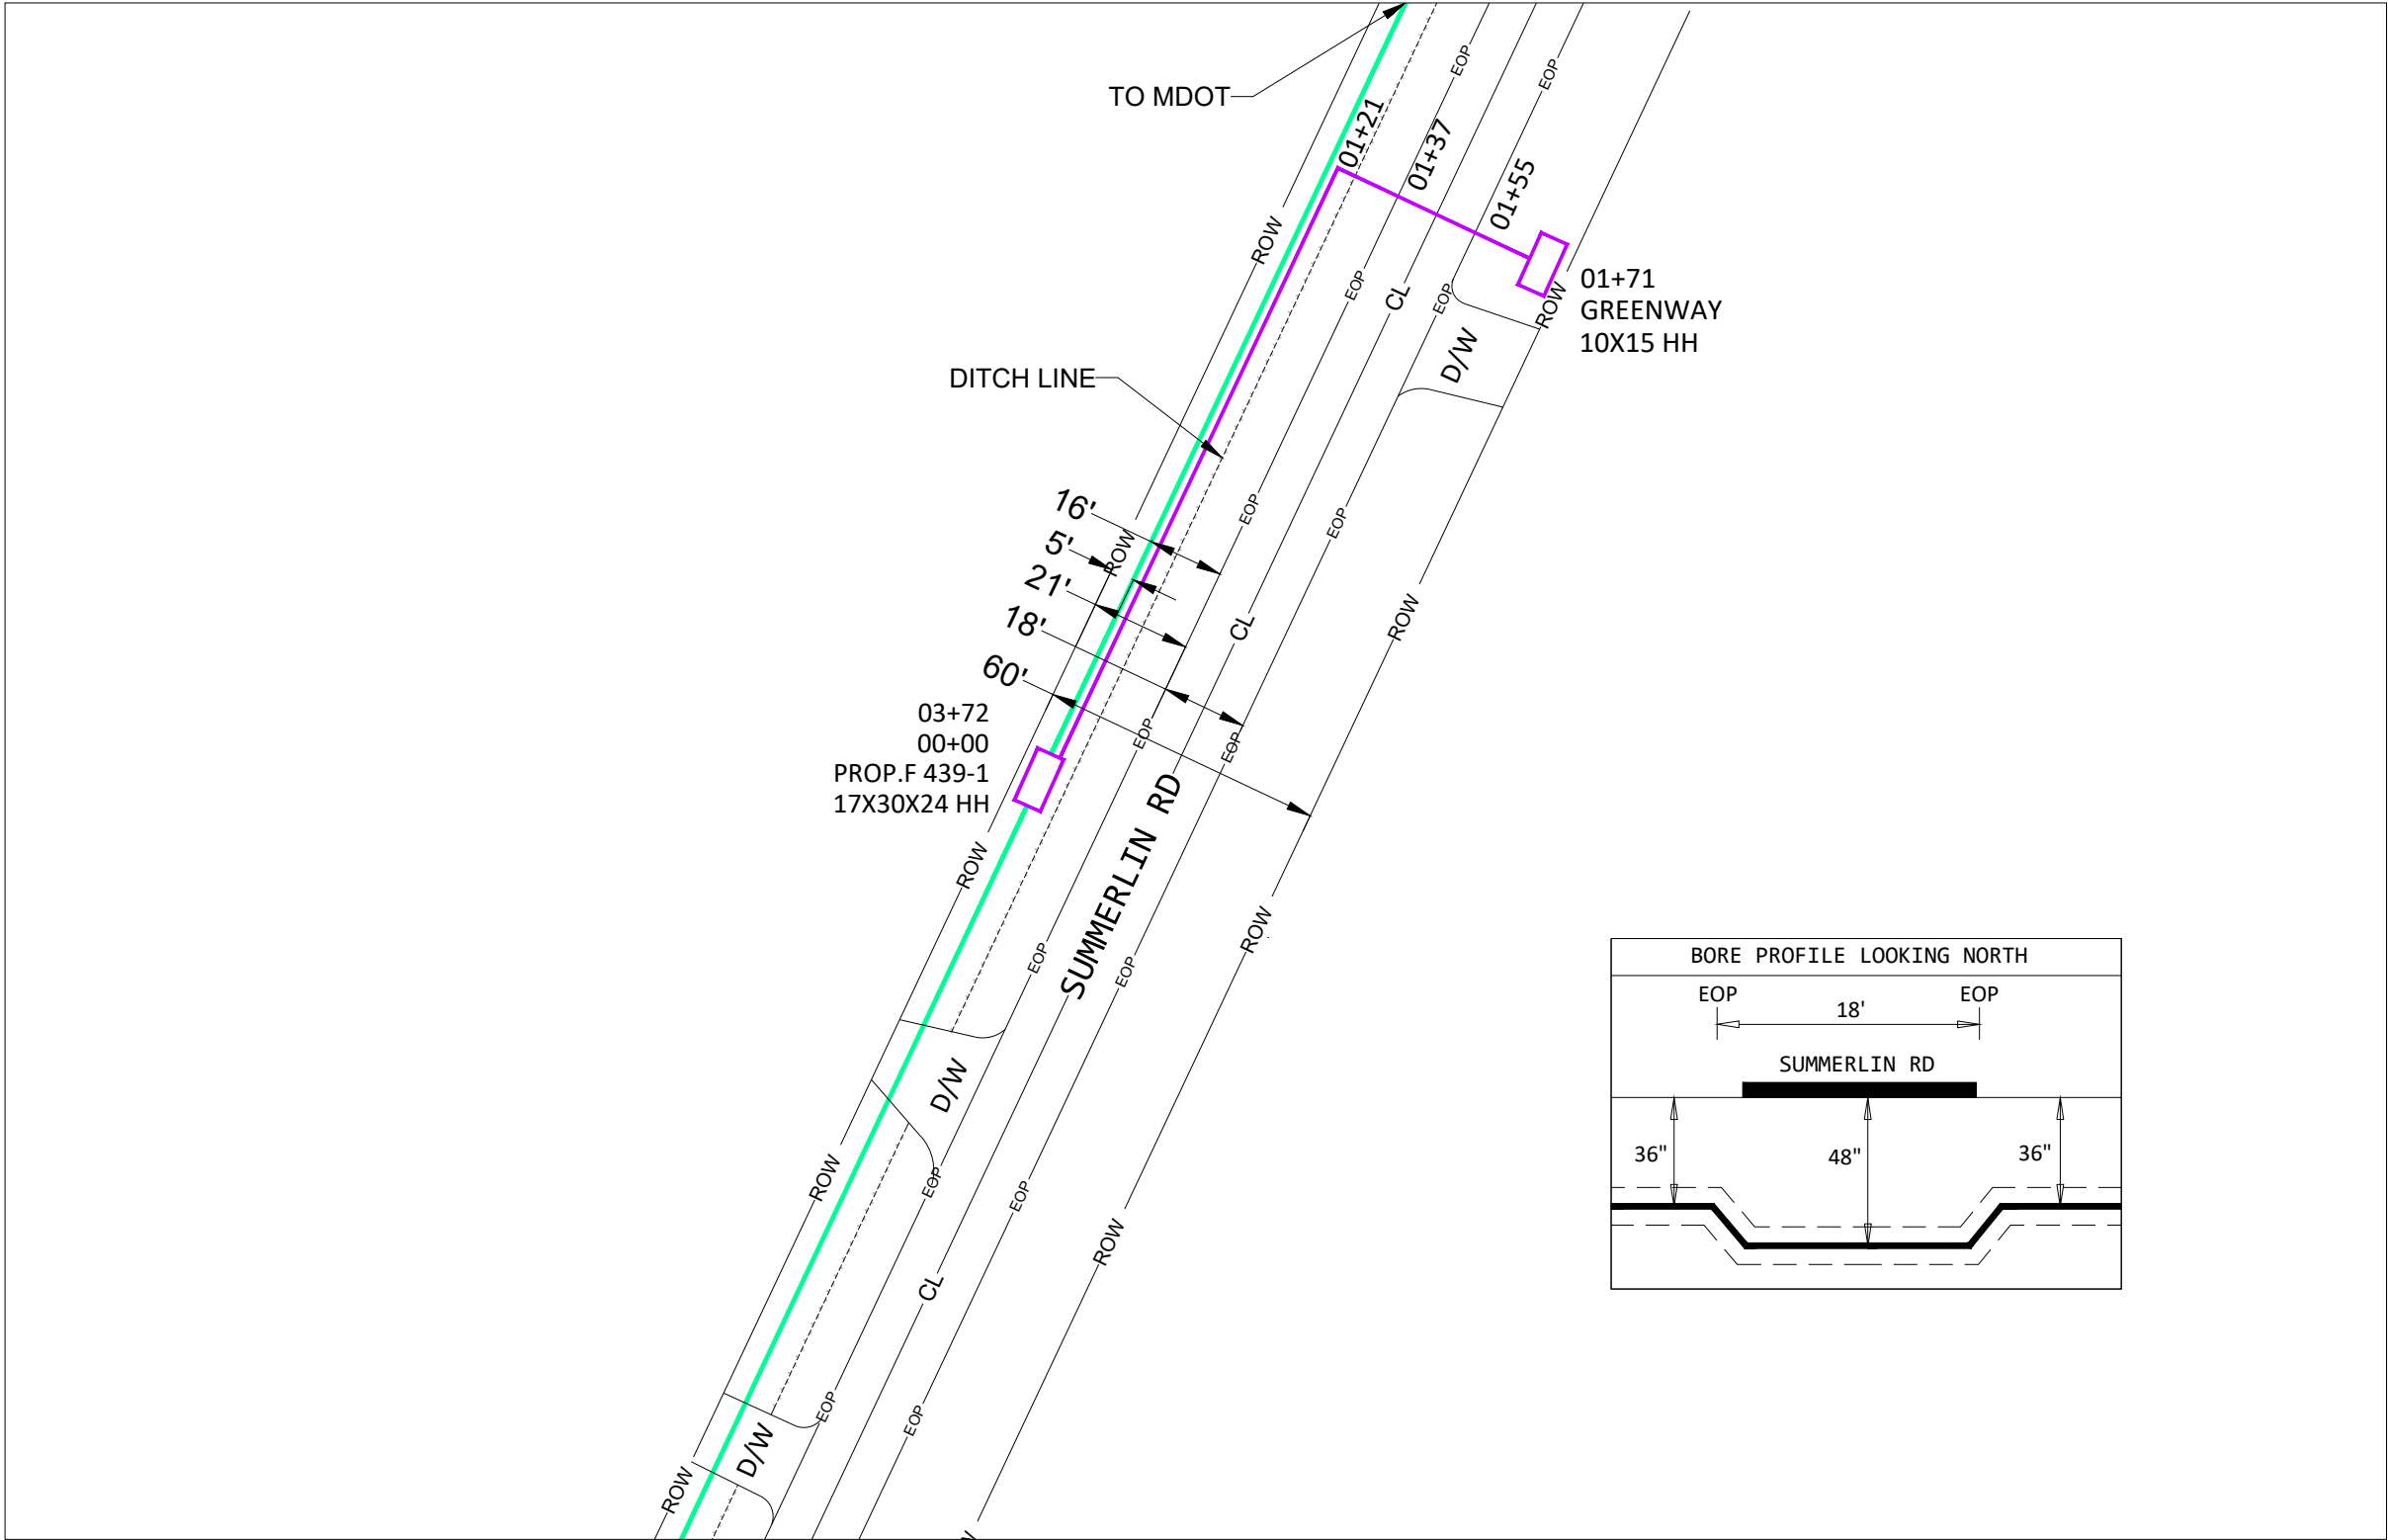 TO MDOT
EOP
EOP
01+21
01+37
01+55
ROW
EOP
CL
EOP
ROW
01+71
GREENWAY
10X15 HH
D/W
DITCH LINE
16'
EOP
EOP
5'
ROW
21'
18'
CL
ROW
60'
03+72
00+00
PROP.F 439-1
17X30X24 HH
EOP
EOP
SUMMERLIN RD
ROW
ROW
EOP
EOP
D/W
ROW
EOP
EOP
ROW
CL
EOP
EOP
D/W
ROW
BORE PROFILE LOOKING NORTH
EOP
EOP
18'
SUMMERLIN RD
36"
48"
36"